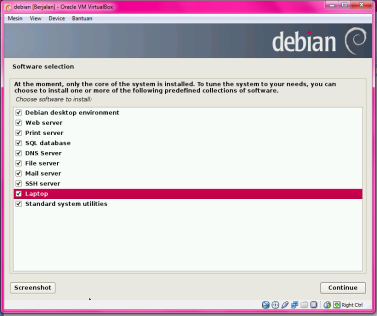 debian [Berjalan] - Oracle VM VirtualBox
Mesin View Device Bantuan
debian
Software selection
At the moment, only the core of the system is installed. To tune the system to your needs, you can
choose to install one or more of the following predefined collections of software.
Choose software to install:
Debian desktop environment
Web server
Print server
SQL database
DNS Server
File server
Mail server
SSH server
Laptop
Standard system utilities
Screenshot
Continue
Right Ctrl